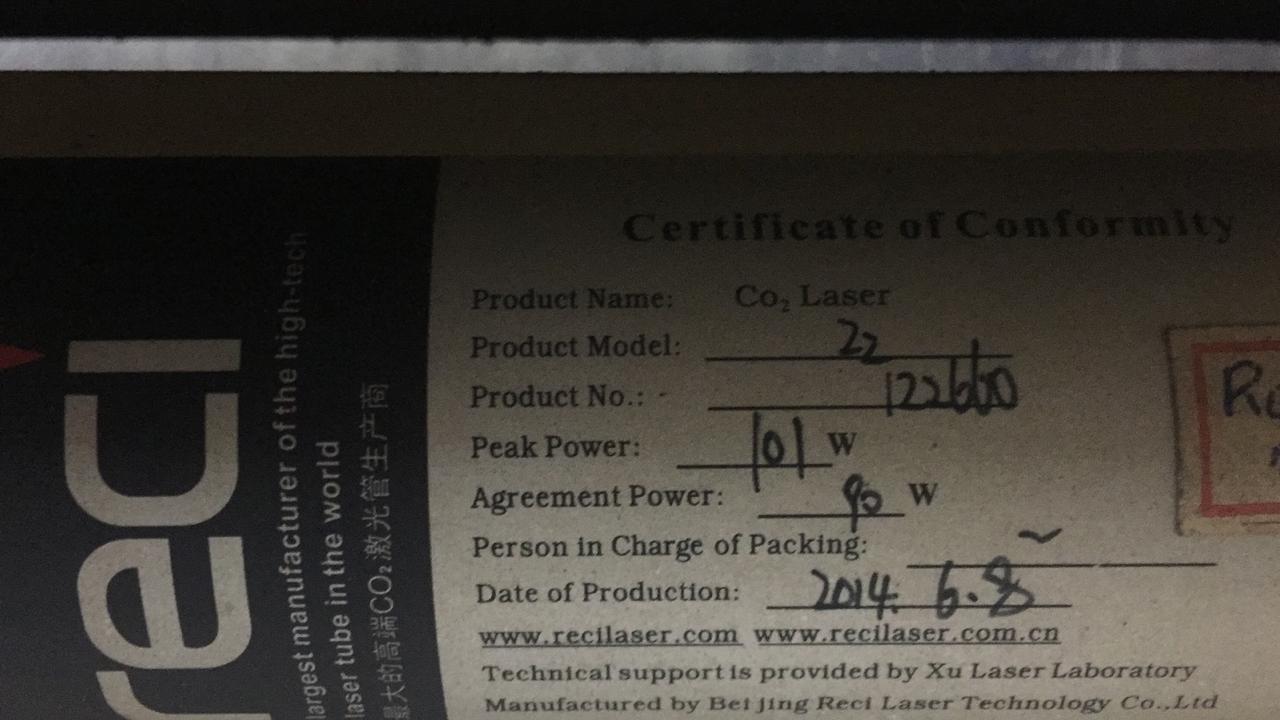 reci
largest manufacturer of the high-tech
laser tube in the world
最大的高端CO₂激光管生产商
Certificate of Conformity
Product Name: Co₂ Laser
Product Model: Z2
Product No.:
Peak Power: 101 W
Agreement Power: 90 W
Person in Charge of Packing:
Date of Production: 2014. 6.8
www.recilaser.com www.recilaser.com.cn
Technical support is provided by Xu Laser Laboratory
Manufactured by Bei jing Reci Laser Technology Co.,Ltd